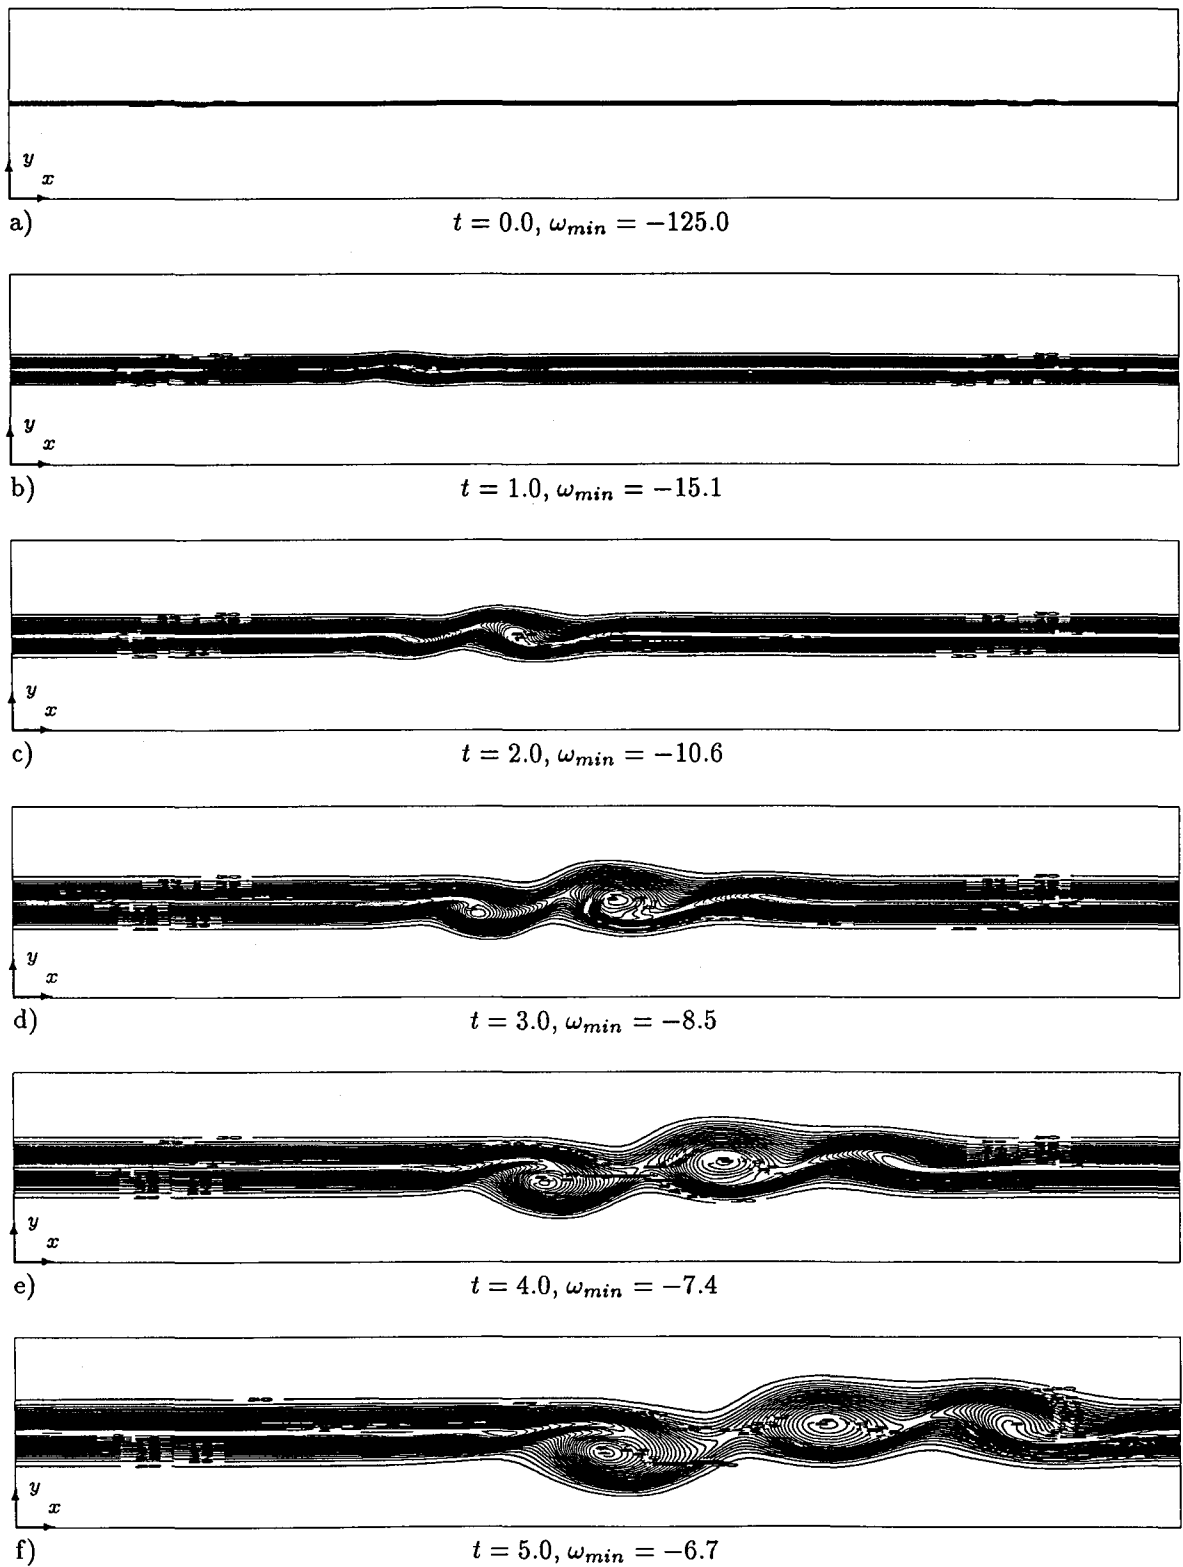 y
x
a)
t = 0.0, ω_min = −125.0
y
x
b)
t = 1.0, ω_min = −15.1
y
x
c)
t = 2.0, ω_min = −10.6
y
x
d)
t = 3.0, ω_min = −8.5
y
x
e)
t = 4.0, ω_min = −7.4
y
x
f)
t = 5.0, ω_min = −6.7